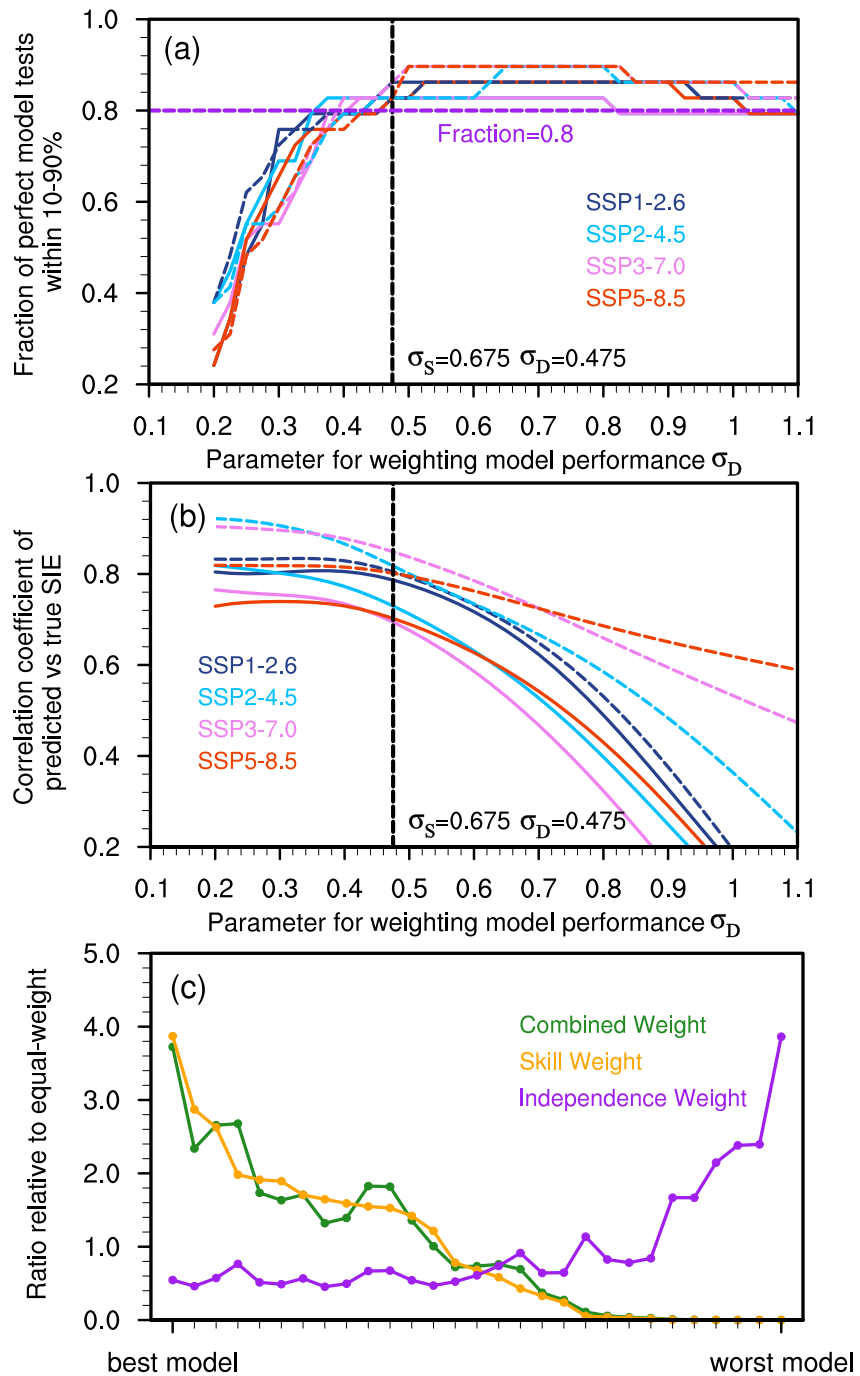 (a)
Fraction of perfect model tests
within 10-90%
1.0
0.8
0.6
0.4
0.2
Fraction=0.8
SSP1-2.6
SSP2-4.5
SSP3-7.0
SSP5-8.5
σS=0.675 σD=0.475
0.1 0.2 0.3 0.4 0.5 0.6 0.7 0.8 0.9 1 1.1
Parameter for weighting model performance σD
(b)
Correlation coefficient of
predicted vs true SIE
1.0
0.8
0.6
0.4
0.2
SSP1-2.6
SSP2-4.5
SSP3-7.0
SSP5-8.5
σS=0.675 σD=0.475
0.1 0.2 0.3 0.4 0.5 0.6 0.7 0.8 0.9 1 1.1
Parameter for weighting model performance σD
(c)
Ratio relative to equal-weight
5.0
4.0
3.0
2.0
1.0
0.0
Combined Weight
Skill Weight
Independence Weight
best model worst model